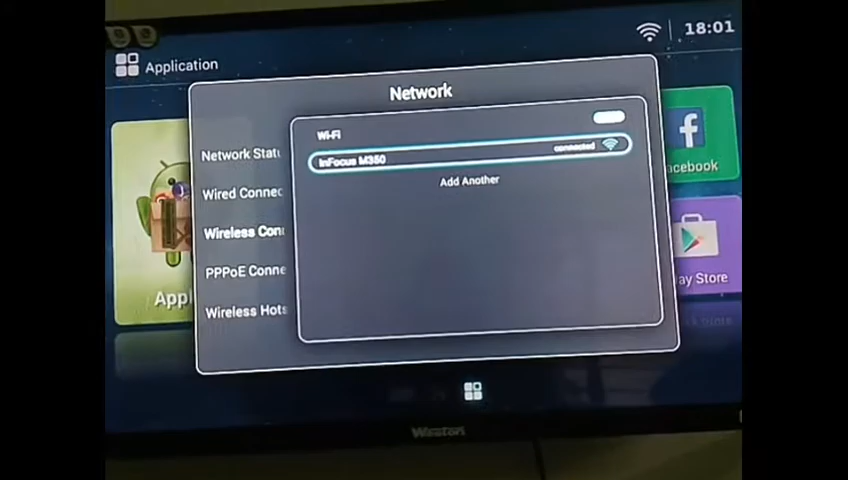 18:01
Application
Network
Wi-Fi
InFocus M350 connected
Add Another
Network Statu
Wired Connec
Wireless Con
PPPoE Conne
Wireless Hots
Appl
acebook
ay Store
Weston